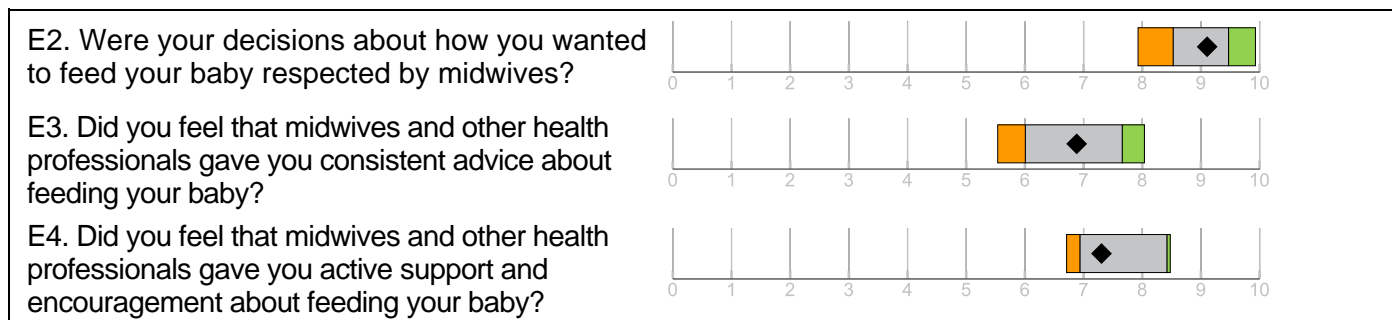 E2. Were your decisions about how you wanted
to feed your baby respected by midwives?
0 1 2 3 4 5 6 7 8 9 10
E3. Did you feel that midwives and other health
professionals gave you consistent advice about
feeding your baby?
0 1 2 3 4 5 6 7 8 9 10
E4. Did you feel that midwives and other health
professionals gave you active support and
encouragement about feeding your baby?
0 1 2 3 4 5 6 7 8 9 10